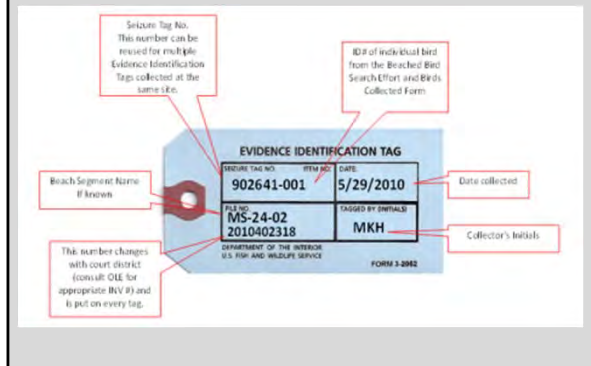 Seizure Tag No.
This number can be
reused for multiple
Evidence Identification
Tags collected at the
same site.
ID# of individual bird
from the Beached Bird
Search Effort and Birds
Collected Form
EVIDENCE IDENTIFICATION TAG
SEIZURE TAG NO. ITEM NO. DATE
902641-001 5/29/2010
Beach Segment Name
If known
Date collected
FILE NO. TAGGED BY (INITIALS)
MS-24-02
2010402318
MKH
Collector's Initials
This number changes
with court district
(consult OLE for
appropriate INV #) and
is put on every tag.
DEPARTMENT OF THE INTERIOR
U.S. FISH AND WILDLIFE SERVICE
FORM 3-2062